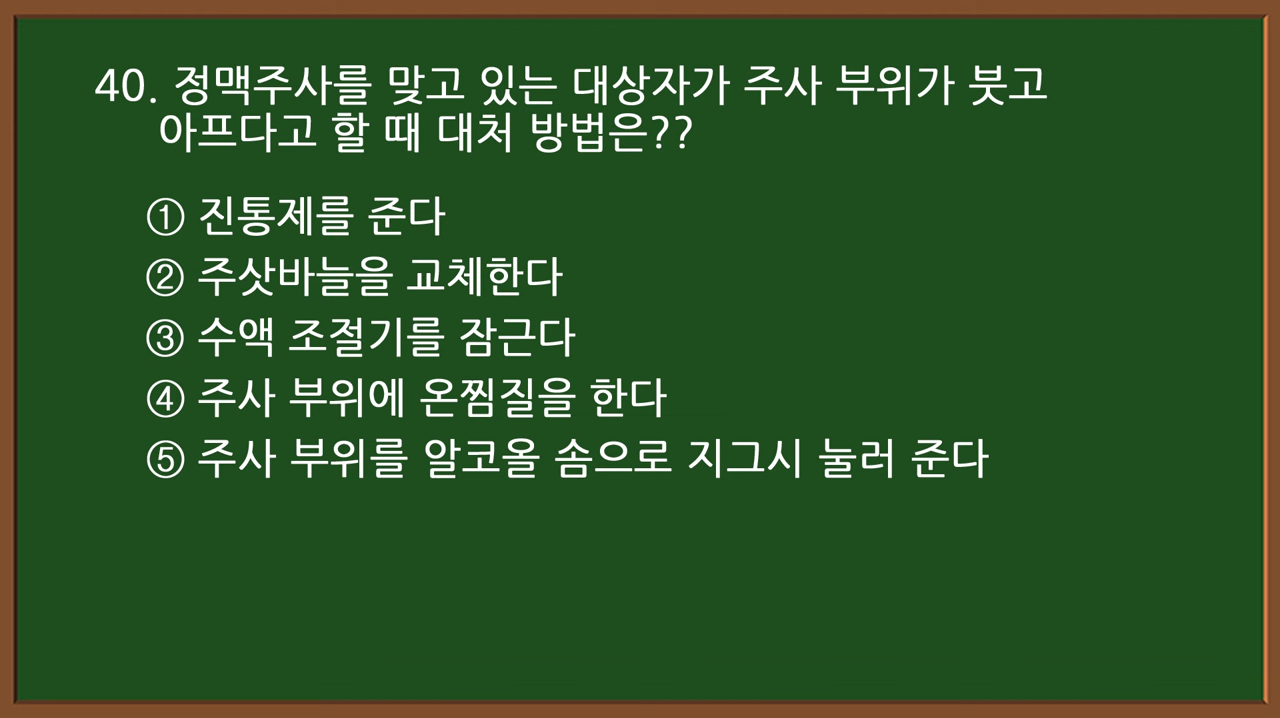 40. 정맥주사를 맞고 있는 대상자가 주사 부위가 붓고
아프다고 할 때 대처 방법은??
① 진통제를 준다
② 주삿바늘을 교체한다
③ 수액 조절기를 잠근다
④ 주사 부위에 온찜질을 한다
⑤ 주사 부위를 알코올 솜으로 지그시 눌러 준다